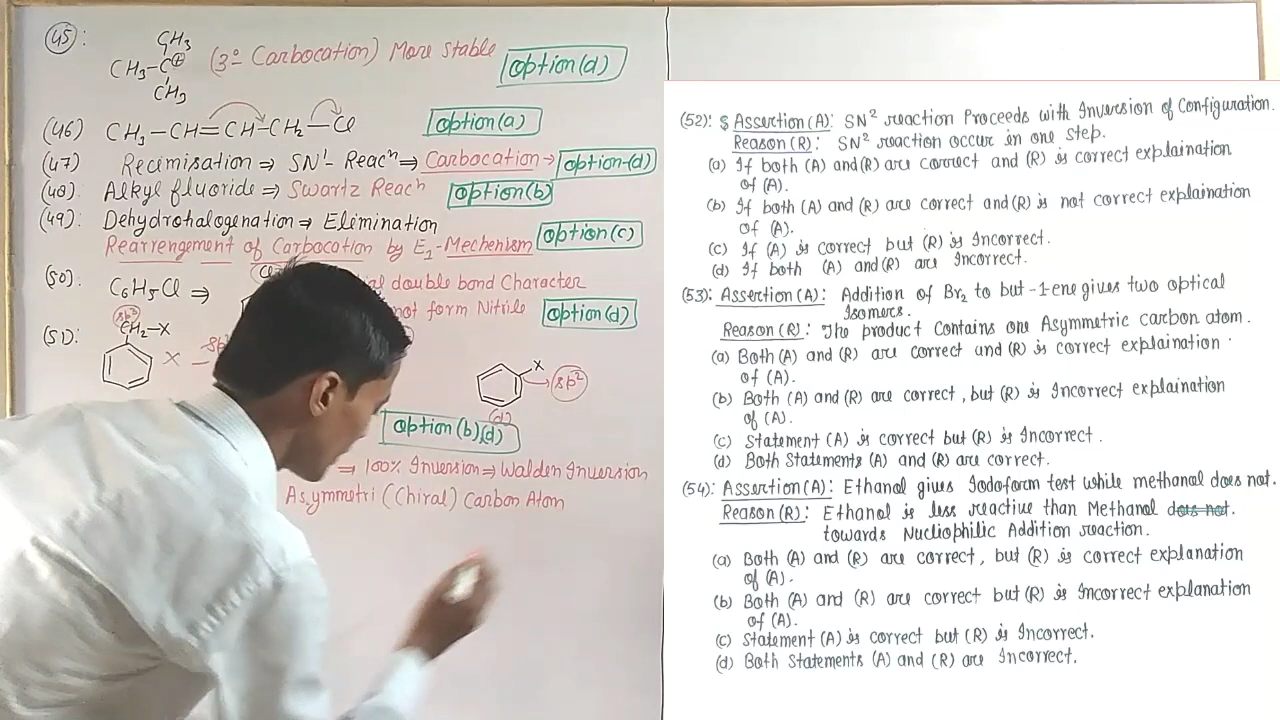 (45):
CH3
CH3-C⊕
CH3
(3° Carbocation) More Stable
Option(d)
(46) CH3-CH=CH-CH2-Cl
Option(a)
(47) Recimisation ⇒ SN1- Reacn ⇒ Carbocation → Option-(d)
(48). Alkyl fluoride ⇒ Swartz Reacn Option(b)
(49): Dehydrohalogenation ⇒ Elimination
Rearrengement of Carbocation by E1-Mechenism Option(c)
(50). C6H5Cl ⇒
double bond Character
not form Nitrile Option(d)
(51)
sp3
CH2-X
X
X
sp2
(d)
Option(b)(d)
⇒ 100% Inversion ⇒ Walden Inversion
Asymmetri (Chiral) Carbon Atom
(52): S Assertion(A): SN2 reaction Proceeds with Inversion of Configuration.
Reason(R): SN2 reaction occur in one step.
(a) If both (A) and (R) are correct and (R) is correct explaination
of (A).
(b) If both (A) and (R) are correct and (R) is not correct explaination
of (A).
(c) If (A) is correct but (R) is Incorrect.
(d) If both (A) and (R) are Incorrect.
(53): Assertion(A): Addition of Br2 to but-1-ene gives two optical
Isomers.
Reason(R): The product Contains one Asymmetric carbon atom.
(a) Both (A) and (R) are correct and (R) is correct explaination
of (A).
(b) Both (A) and (R) are correct, but (R) is Incorrect explaination
of (A).
(c) Statement (A) is correct but (R) is Incorrect.
(d) Both Statements (A) and (R) are correct.
(54): Assertion(A): Ethanal gives Iodoform test while methanal does not.
Reason(R): Ethanal is less reactive than Methanal does not.
towards Nucliophilic Addition reaction.
(a) Both (A) and (R) are correct, but (R) is correct explanation
of (A).
(b) Both (A) and (R) are correct but (R) is Incorrect explanation
of (A).
(c) Statement (A) is correct but (R) is Incorrect.
(d) Both Statements (A) and (R) are Incorrect.